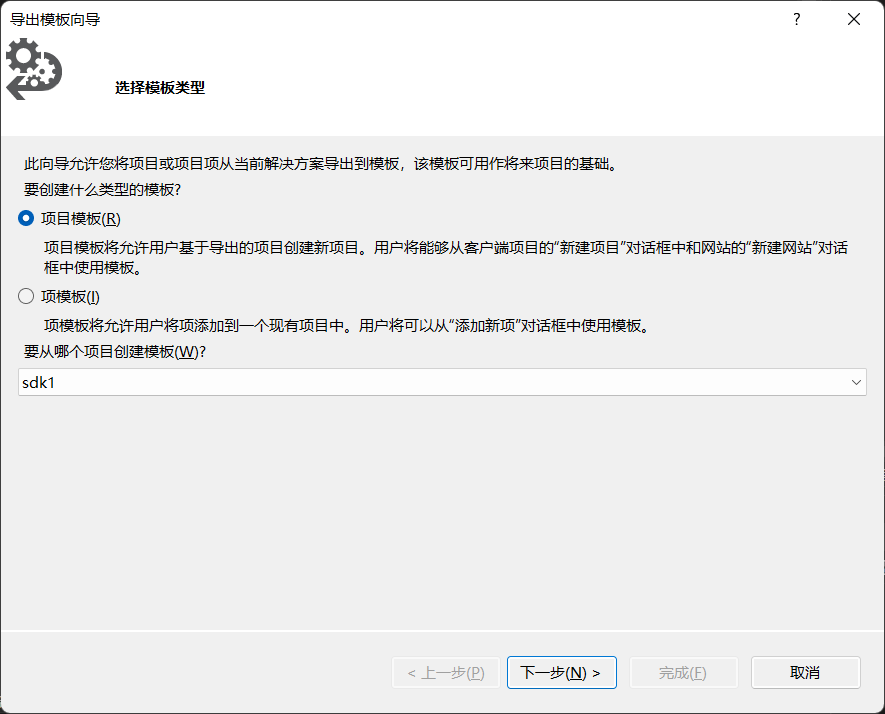 导出模板向导
?
选择模板类型
此向导允许您将项目或项目项从当前解决方案导出到模板，该模板可用作将来项目的基础。
要创建什么类型的模板?
项目模板(R)
项目模板将允许用户基于导出的项目创建新项目。用户将能够从客户端项目的“新建项目”对话框中和网站的“新建网站”对话
框中使用模板。
项模板(I)
项模板将允许用户将项添加到一个现有项目中。用户将可以从“添加新项”对话框中使用模板。
要从哪个项目创建模板(W)?
sdk1
< 上一步(P)
下一步(N) >
完成(F)
取消